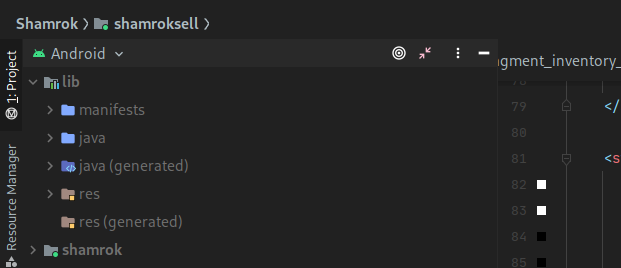 Shamrok shamroksell
Android
1: Project
Resource Manager
lib
manifests
java
java (generated)
res
res (generated)
shamrok
gment_inventory_
79 </
80
81 <s
82
83
84
85